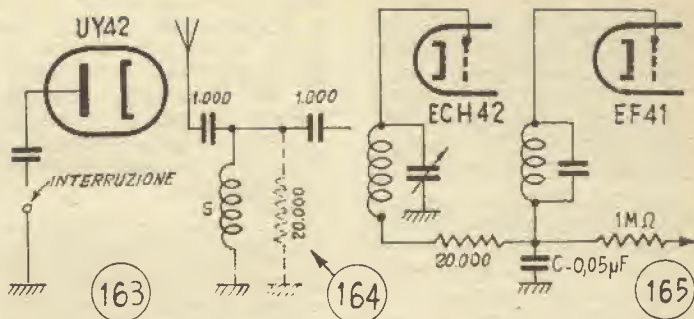 UY42
INTERRUZIONE
163
1.000
1.000
S
20.000
164
ECH42
EF41
20.000
1MΩ
C-0,05µF
165